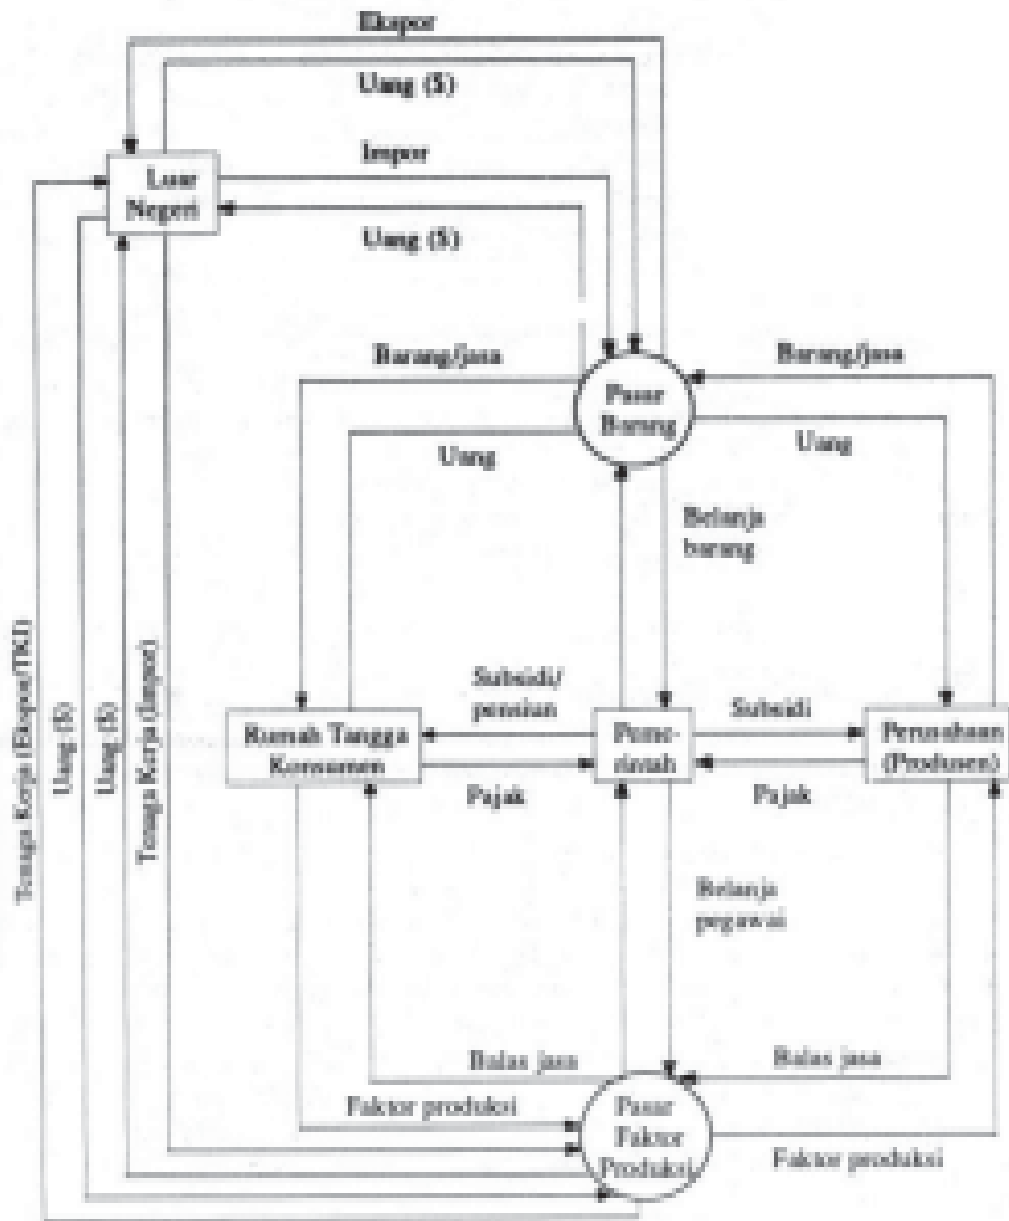 Ekspor
Uang ($)
Impor
Luar
Negeri
Uang ($)
Barang/jasa
Barang/jasa
Pasar
Barang
Uang
Uang
Belanja
barang
Tenaga Kerja (Ekspor/TKI)
Uang ($)
Uang ($)
Tenaga Kerja (Impor)
Subsidi/
pensiun
Subsidi
Rumah Tangga
Konsumen
Peme-
rintah
Perusahaan
(Produsen)
Pajak
Pajak
Belanja
pegawai
Balas jasa
Balas jasa
Faktor produksi
Pasar
Faktor
Produksi
Faktor produksi